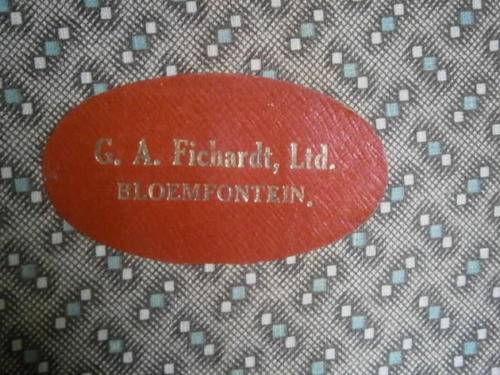 G. A. Fichardt, Ltd.
BLOEMFONTEIN.